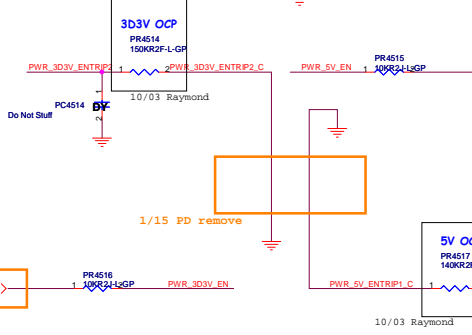 3D3V OCP
PR4514
150KR2F-L-GP
PWR_3D3V_ENTRIP2 1 2 PWR_3D3V_ENTRIP2_C
PWR_5V_EN
PR4515
1 10KR2J-L-GP
10/03 Raymond
1
PC4514
DY
Do Not Stuff
2
1/15 PD remove
PR4516
1 10KR2J-L-GP
PWR_3D3V_EN
5V OC
PR4517
140KR2F
PWR_5V_ENTRIP1_C 1
10/03 Raymond